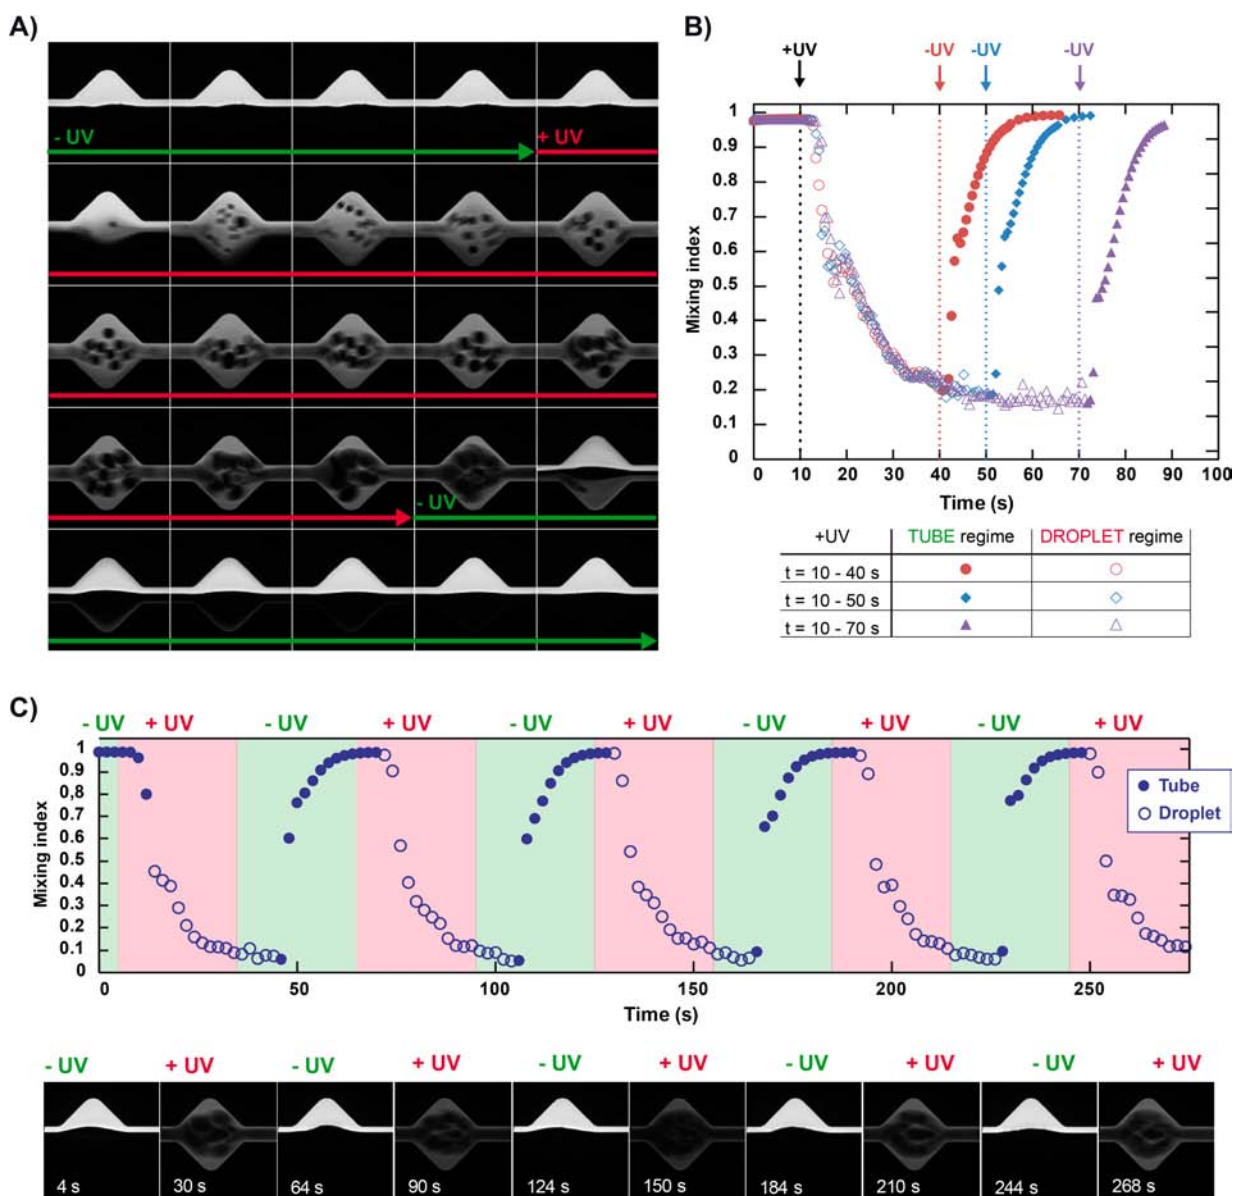 A)
- UV
+ UV
- UV
B)
+UV
-UV
-UV
-UV
Mixing index
1
0.9
0.8
0.7
0.6
0.5
0.4
0.3
0.2
0.1
0
0 10 20 30 40 50 60 70 80 90 100
Time (s)
+UV TUBE regime DROPLET regime
t = 10 - 40 s
t = 10 - 50 s
t = 10 - 70 s
C)
- UV + UV - UV + UV - UV + UV - UV + UV - UV + UV
Mixing index
1
0.9
0.8
0.7
0.6
0.5
0.4
0.3
0.2
0.1
0
Tube
Droplet
0 50 100 150 200 250
Time (s)
- UV + UV - UV + UV - UV + UV - UV + UV - UV + UV
4 s 30 s 64 s 90 s 124 s 150 s 184 s 210 s 244 s 268 s